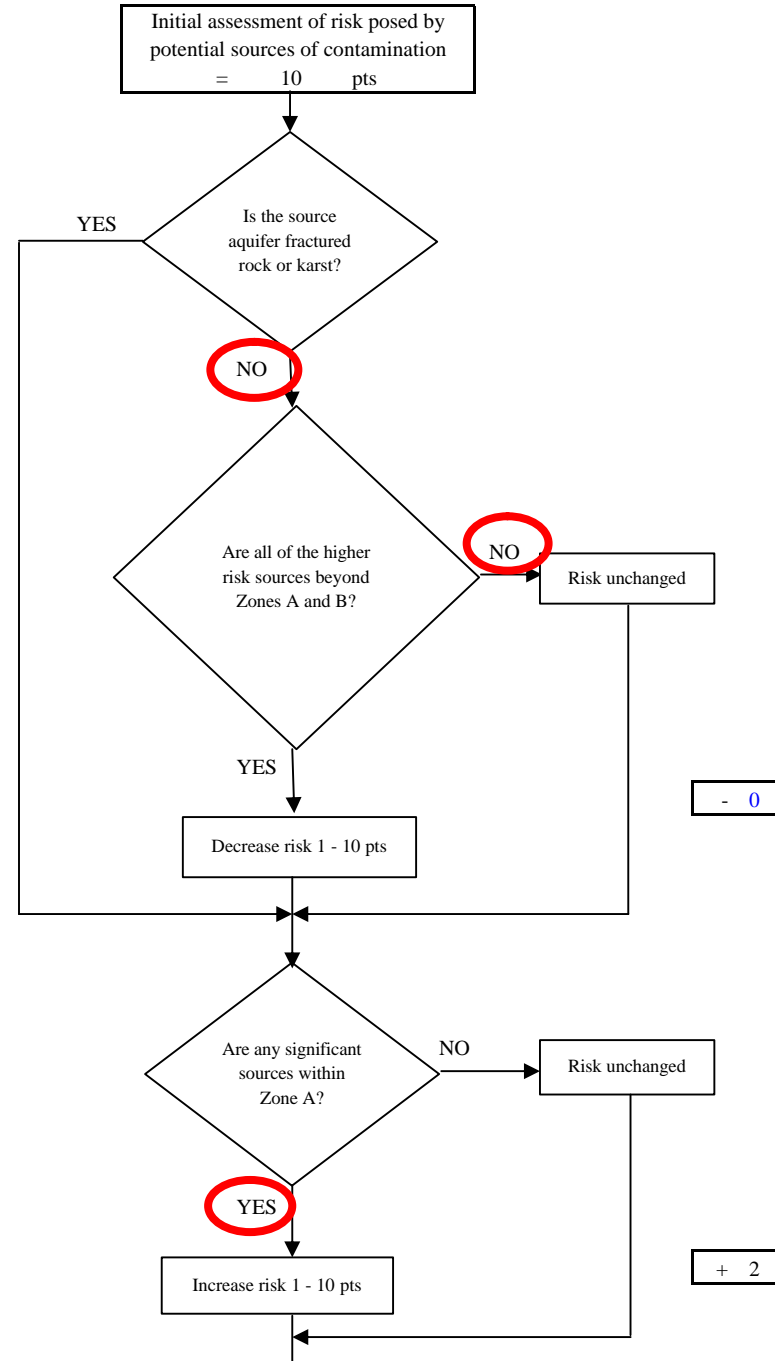 Initial assessment of risk posed by
potential sources of contamination
= 10 pts
YES
Is the source
aquifer fractured
rock or karst?
NO
Are all of the higher
risk sources beyond
Zones A and B?
NO
Risk unchanged
YES
- 0
Decrease risk 1 - 10 pts
Are any significant
sources within
Zone A?
NO
Risk unchanged
YES
Increase risk 1 - 10 pts
+ 2